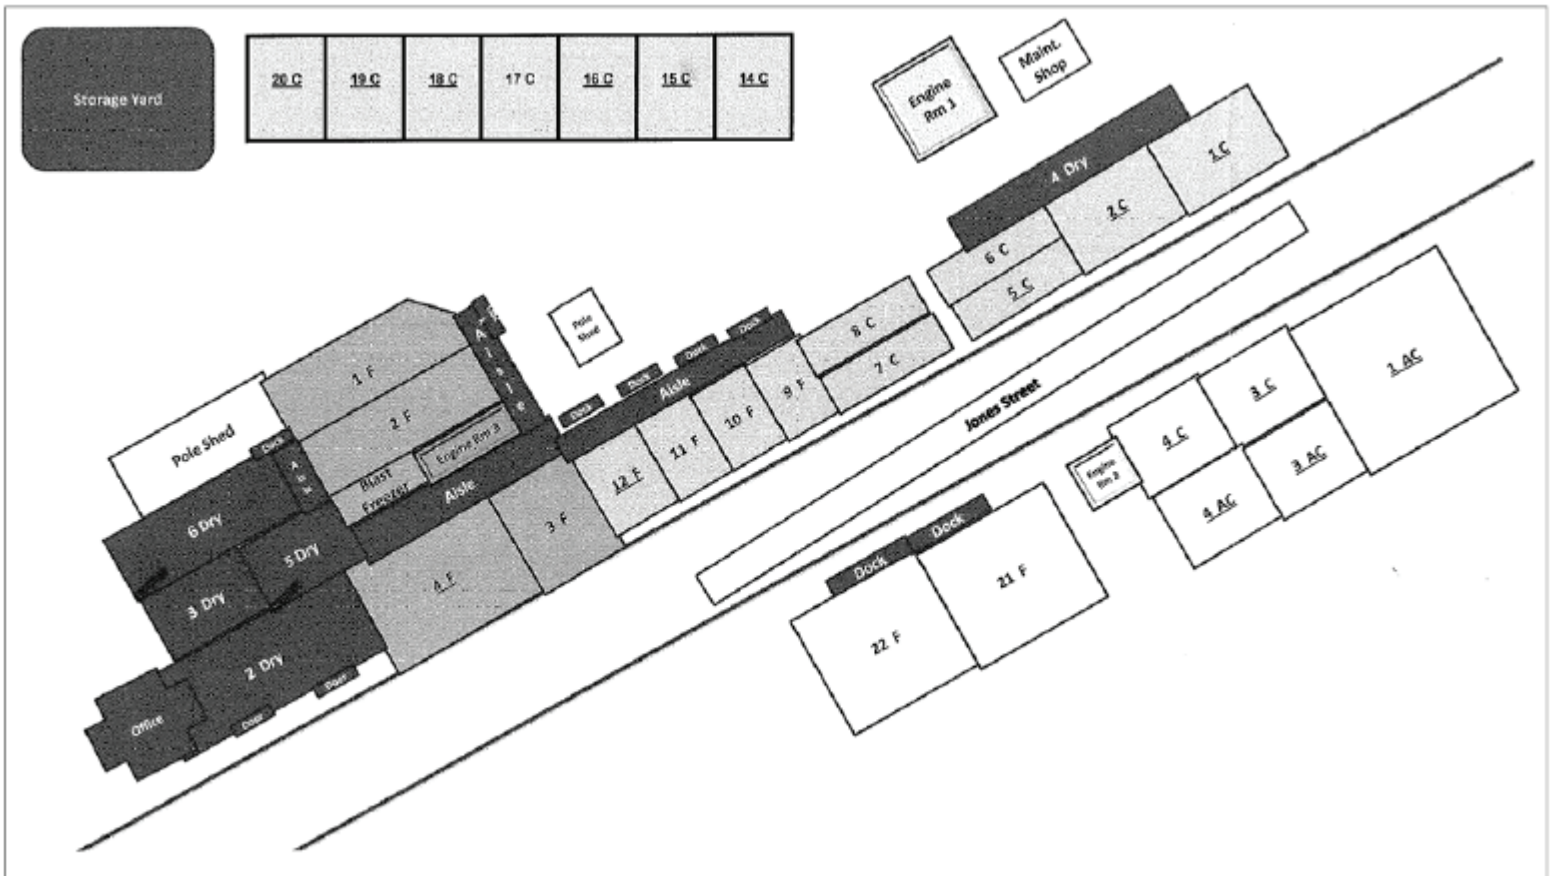 Storage Yard
20 C
19 C
18 C
17 C
16 C
15 C
14 C
Engine
Rm 1
Maint.
Shop
4 Dry
1 C
2 C
6 C
5 C
8 C
7 C
Pole
Shed
Dock
Dock
Dock
Dock
Aisle
9 F
10 F
11 F
12 F
Aisle
1 F
2 F
Engine Rm 3
Blast
Freezer
Aisle
3 F
4 F
Pole Shed
Dock
6 Dry
5 Dry
3 Dry
2 Dry
Office
Door
Door
Jones Street
1 AC
3 C
3 AC
4 C
4 AC
Engine
Rm 2
Dock
Dock
21 F
22 F